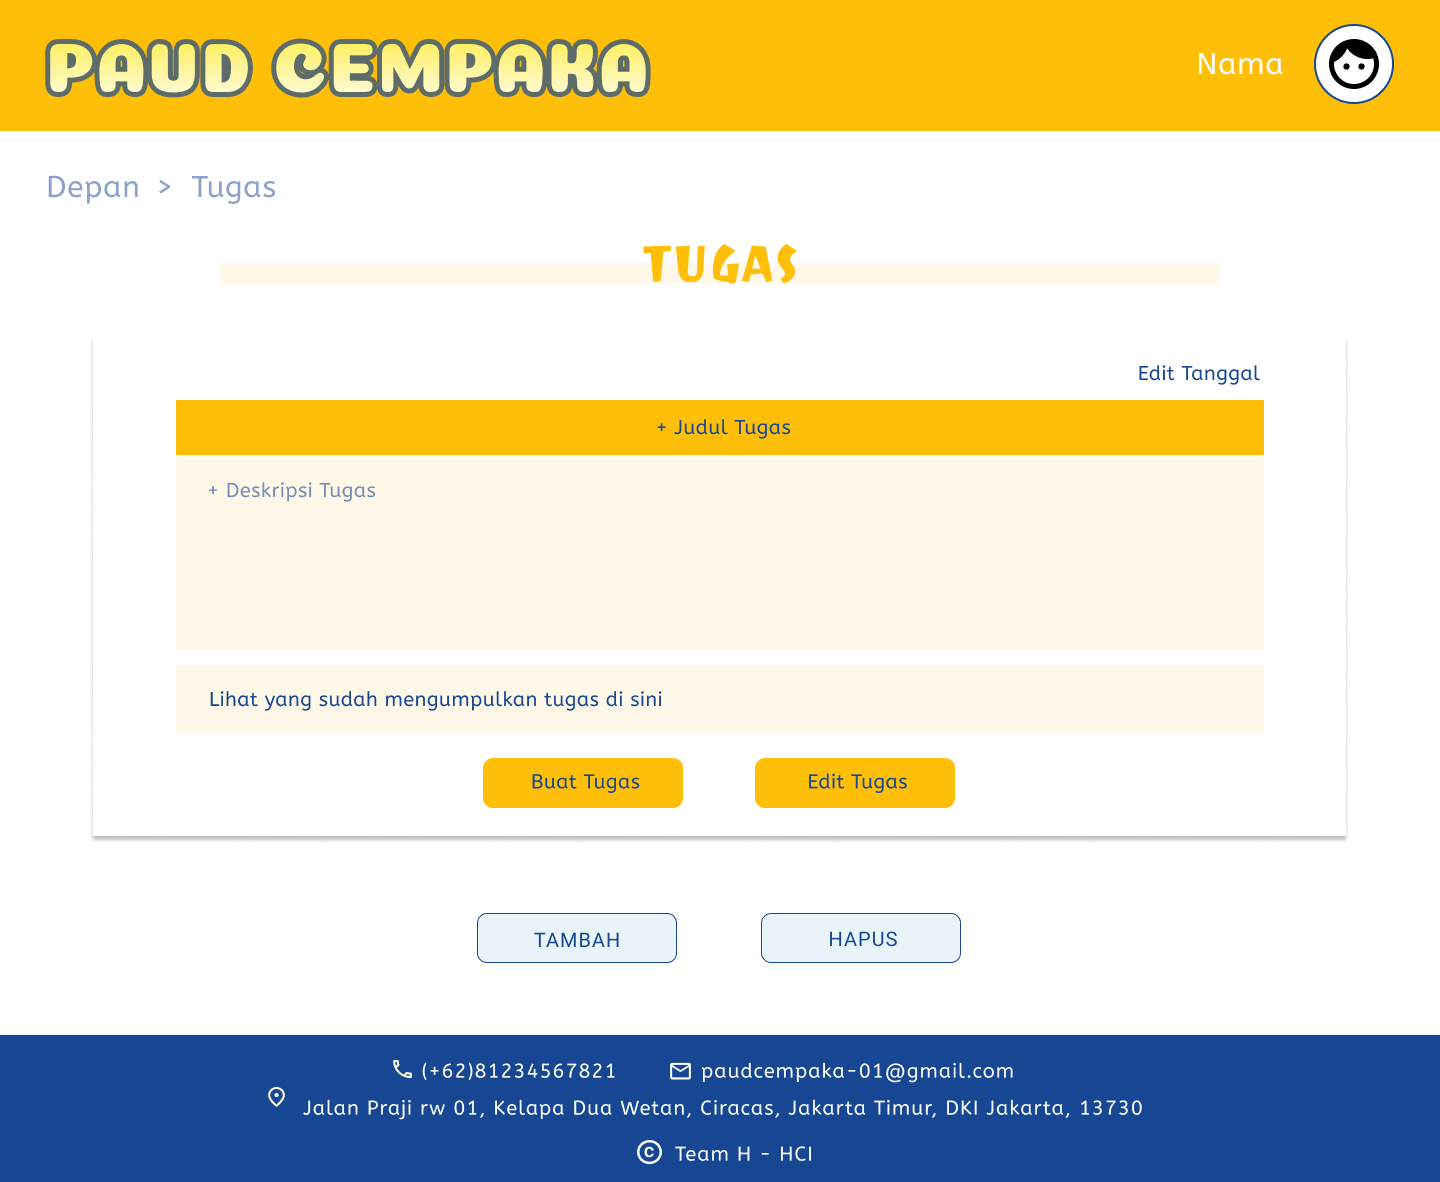 PAUD CEMPAKA
Nama
Depan > Tugas
TUGAS
Edit Tanggal
+ Judul Tugas
+ Deskripsi Tugas
Lihat yang sudah mengumpulkan tugas di sini
Buat Tugas
Edit Tugas
TAMBAH
HAPUS
(+62)81234567821
paudcempaka-01@gmail.com
Jalan Praji rw 01, Kelapa Dua Wetan, Ciracas, Jakarta Timur, DKI Jakarta, 13730
© Team H - HCI